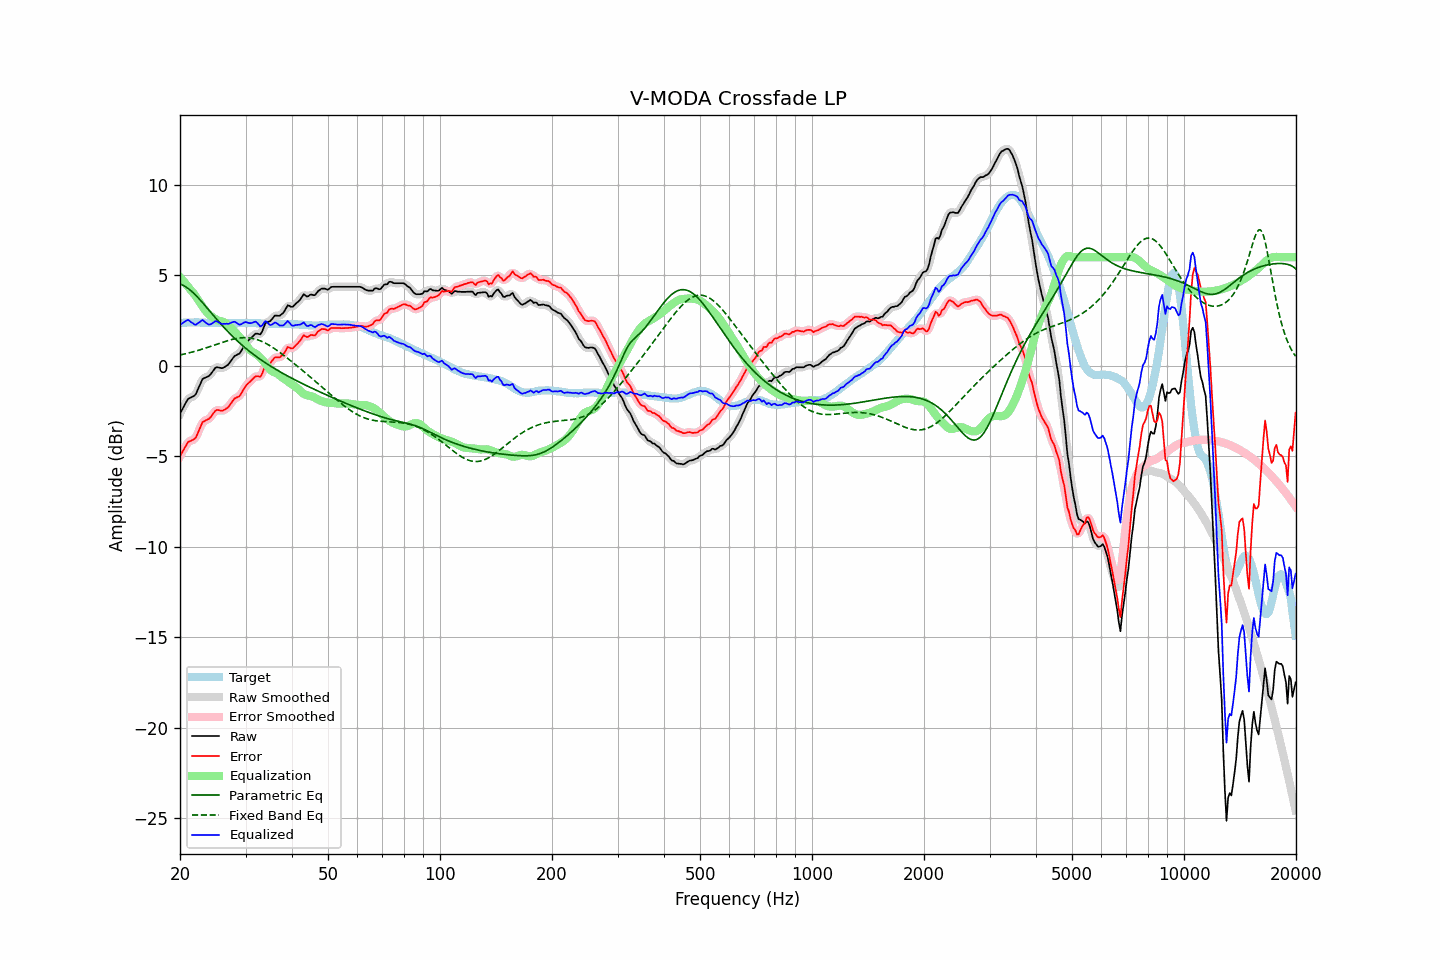 V-MODA Crossfade LP
Amplitude (dBr)
10
5
0
−5
−10
−15
−20
−25
Target
Raw Smoothed
Error Smoothed
Raw
Error
Equalization
Parametric Eq
Fixed Band Eq
Equalized
20 50 100 200 500 1000 2000 5000 10000 20000
Frequency (Hz)